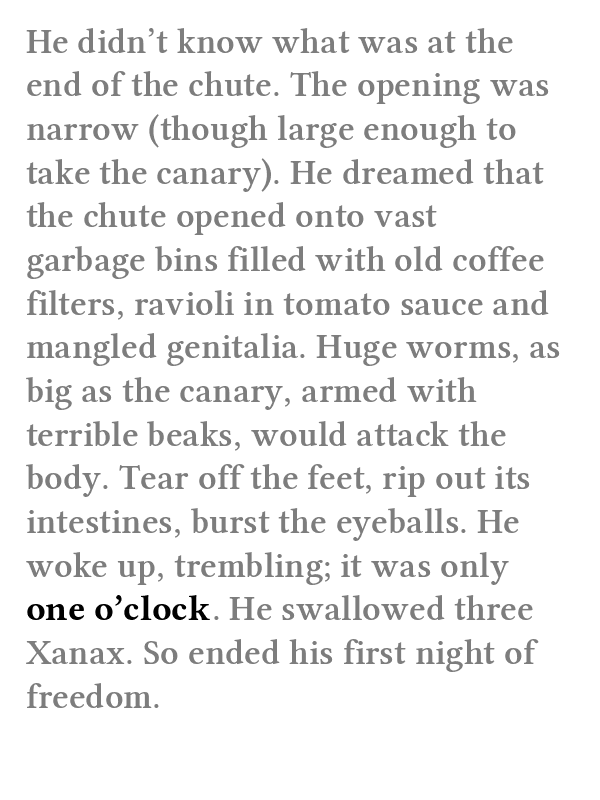 He didn’t know what was at the
end of the chute. The opening was
narrow (though large enough to
take the canary). He dreamed that
the chute opened onto vast
garbage bins filled with old coffee
filters, ravioli in tomato sauce and
mangled genitalia. Huge worms, as
big as the canary, armed with
terrible beaks, would attack the
body. Tear off the feet, rip out its
intestines, burst the eyeballs. He
woke up, trembling; it was only
one o’clock. He swallowed three
Xanax. So ended his first night of
freedom.